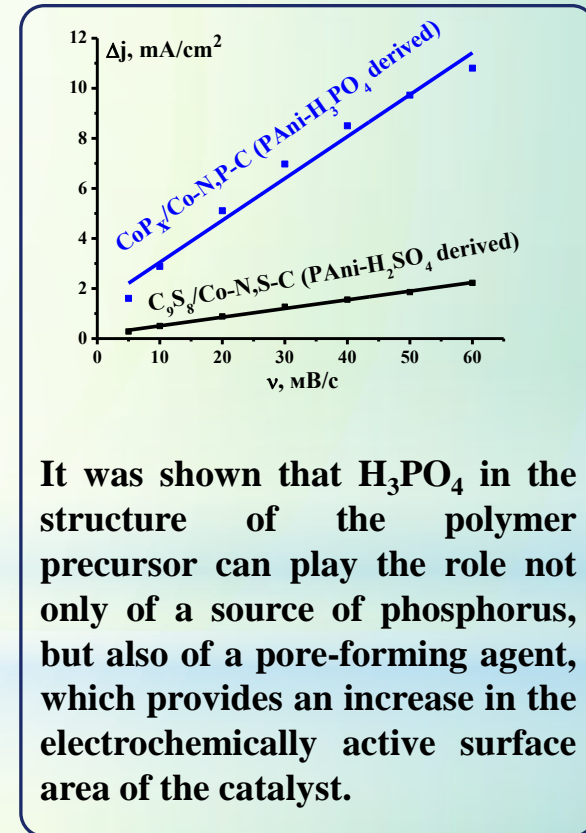 Δj, mA/cm²
12
10
8
6
4
2
0
CoPₓ/Co-N,P-C (PAni-H₃PO₄ derived)
C₉S₈/Co-N,S-C (PAni-H₂SO₄ derived)
0 10 20 30 40 50 60
ν, мВ/с
It was shown that H₃PO₄ in the
structure of the polymer
precursor can play the role not
only of a source of phosphorus,
but also of a pore-forming agent,
which provides an increase in the
electrochemically active surface
area of the catalyst.